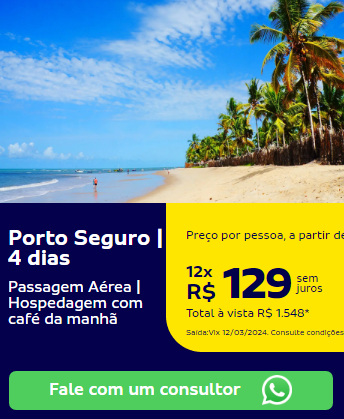 Porto Seguro |
4 dias
Passagem Aérea |
Hospedagem com
café da manhã
Preço por pessoa, a partir de
12x
R$ 129 sem
juros
Total à vista R$ 1.548*
Saída:Vix 12/03/2024. Consulte condições
Fale com um consultor